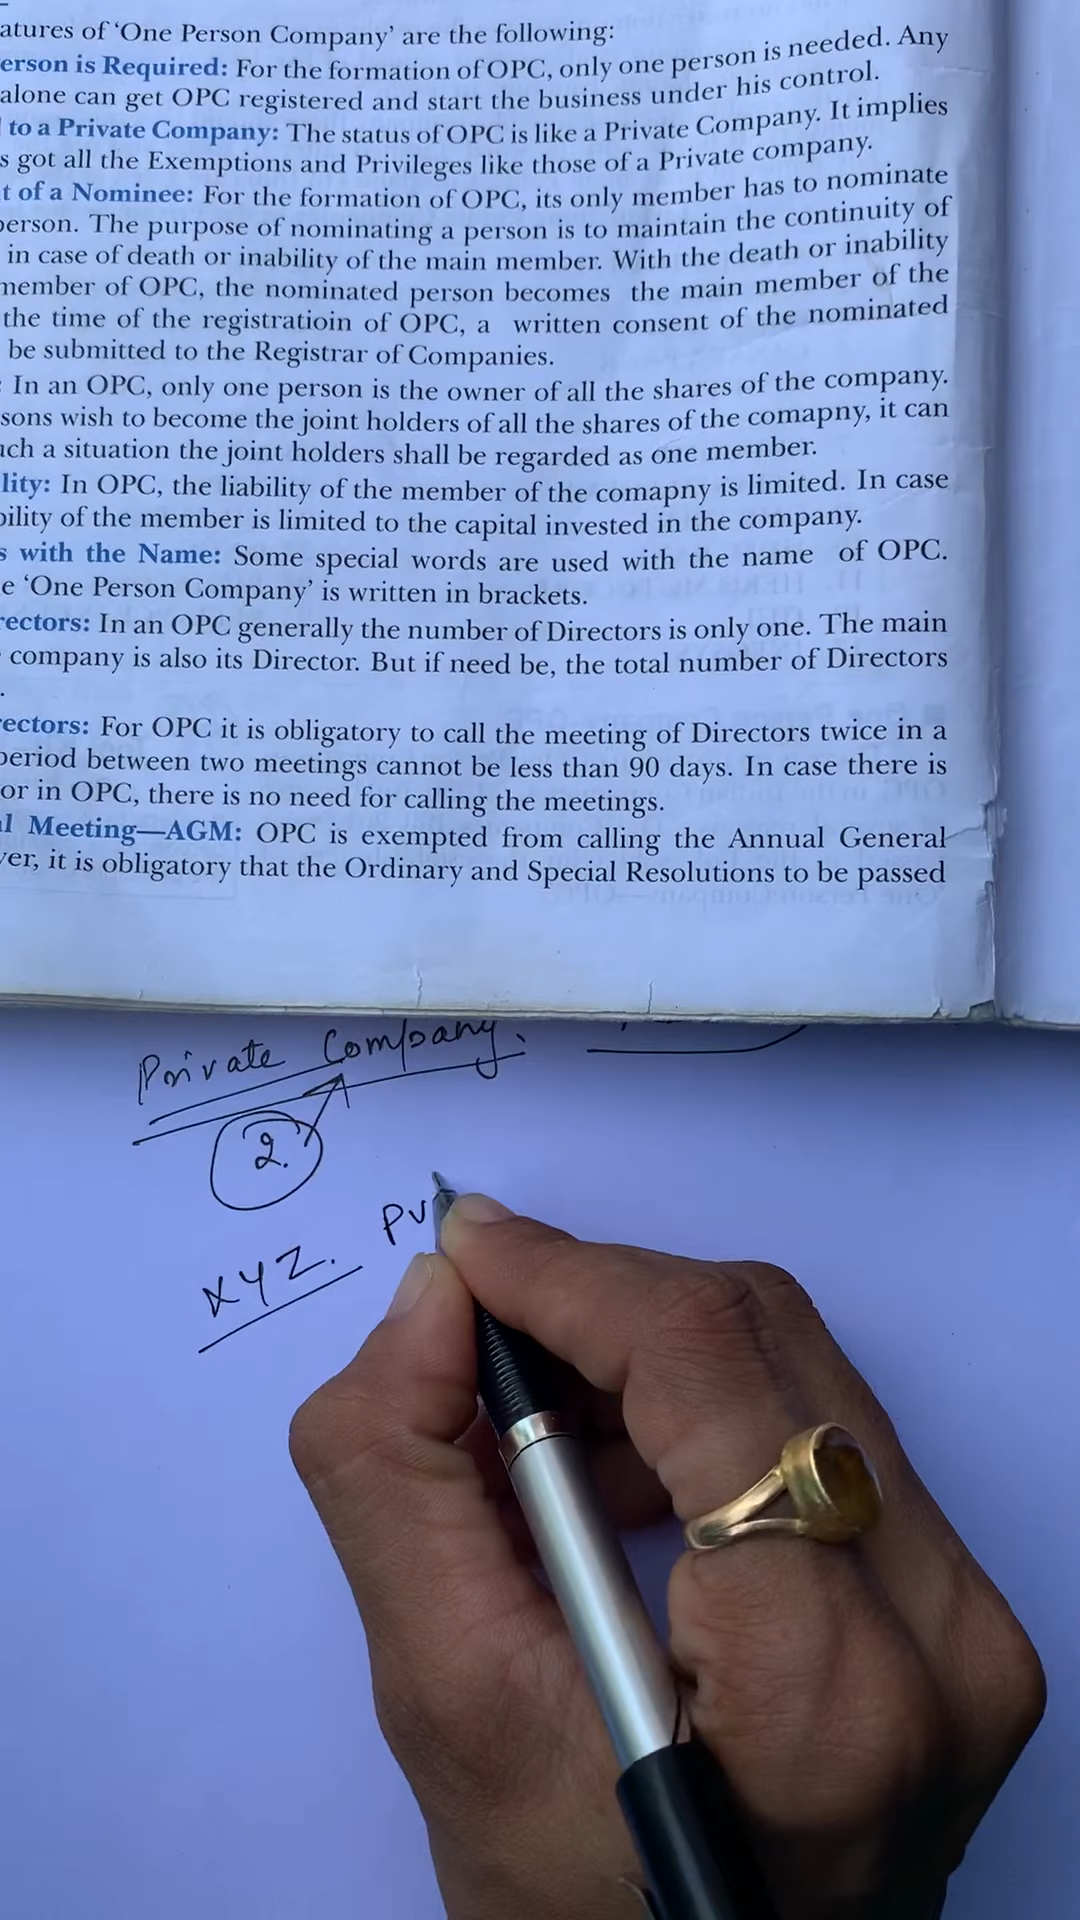 atures of ‘One Person Company’ are the following:
erson is Required: For the formation of OPC, only one person is needed. Any
alone can get OPC registered and start the business under his control.
to a Private Company: The status of OPC is like a Private Company. It implies
s got all the Exemptions and Privileges like those of a Private company.
t of a Nominee: For the formation of OPC, its only member has to nominate
person. The purpose of nominating a person is to maintain the continuity of
in case of death or inability of the main member. With the death or inability
member of OPC, the nominated person becomes the main member of the
the time of the registratioin of OPC, a written consent of the nominated
be submitted to the Registrar of Companies.
: In an OPC, only one person is the owner of all the shares of the company.
sons wish to become the joint holders of all the shares of the comapny, it can
uch a situation the joint holders shall be regarded as one member.
lity: In OPC, the liability of the member of the comapny is limited. In case
bility of the member is limited to the capital invested in the company.
s with the Name: Some special words are used with the name of OPC.
e ‘One Person Company’ is written in brackets.
rectors: In an OPC generally the number of Directors is only one. The main
company is also its Director. But if need be, the total number of Directors
.
rectors: For OPC it is obligatory to call the meeting of Directors twice in a
period between two meetings cannot be less than 90 days. In case there is
or in OPC, there is no need for calling the meetings.
al Meeting—AGM: OPC is exempted from calling the Annual General
ver, it is obligatory that the Ordinary and Special Resolutions to be passed
Private Company.
2.
XYZ. Pv